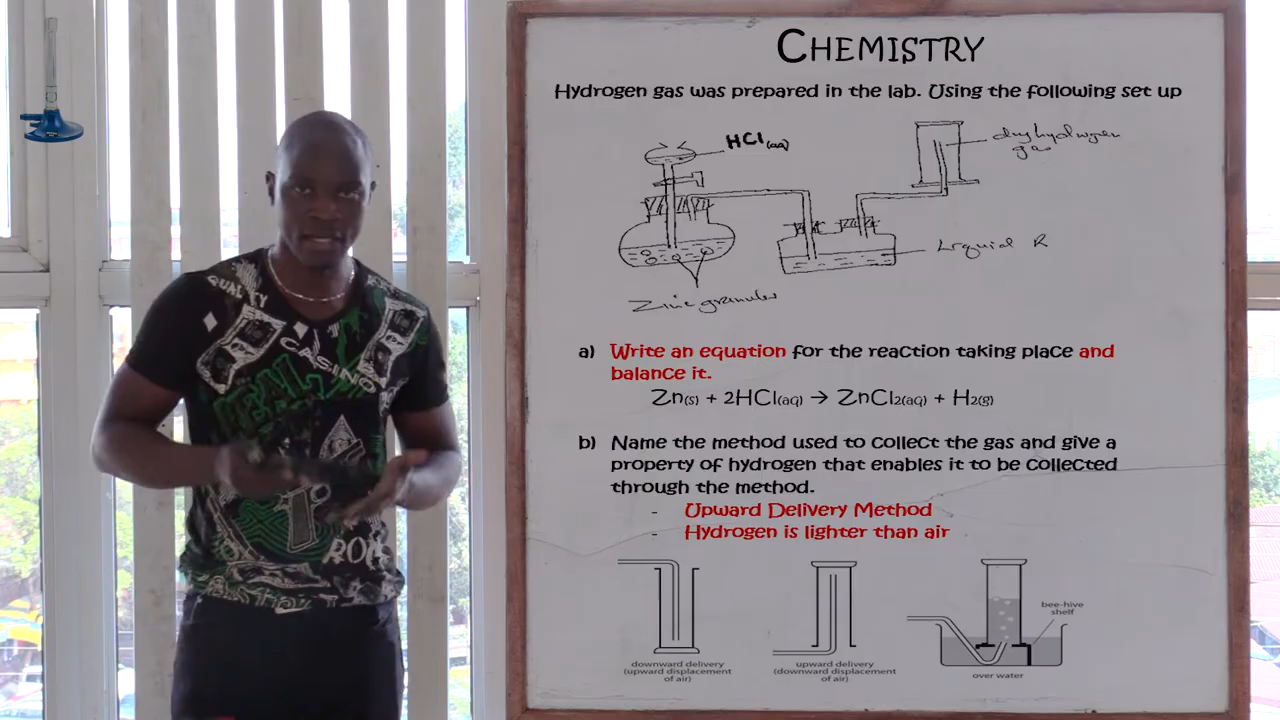 CHEMISTRY
Hydrogen gas was prepared in the lab. Using the following set up
HCl(aq)
dry hydrogen
gas
Liquid R
Zinc granules
a) Write an equation for the reaction taking place and
balance it.
Zn(s) + 2HCl(aq) → ZnCl2(aq) + H2(g)
b) Name the method used to collect the gas and give a
property of hydrogen that enables it to be collected
through the method.
- Upward Delivery Method
- Hydrogen is lighter than air
bee-hive
shelf
downward delivery
(upward displacement
of air)
upward delivery
(downward displacement
of air)
over water
QUALITY
CASINO